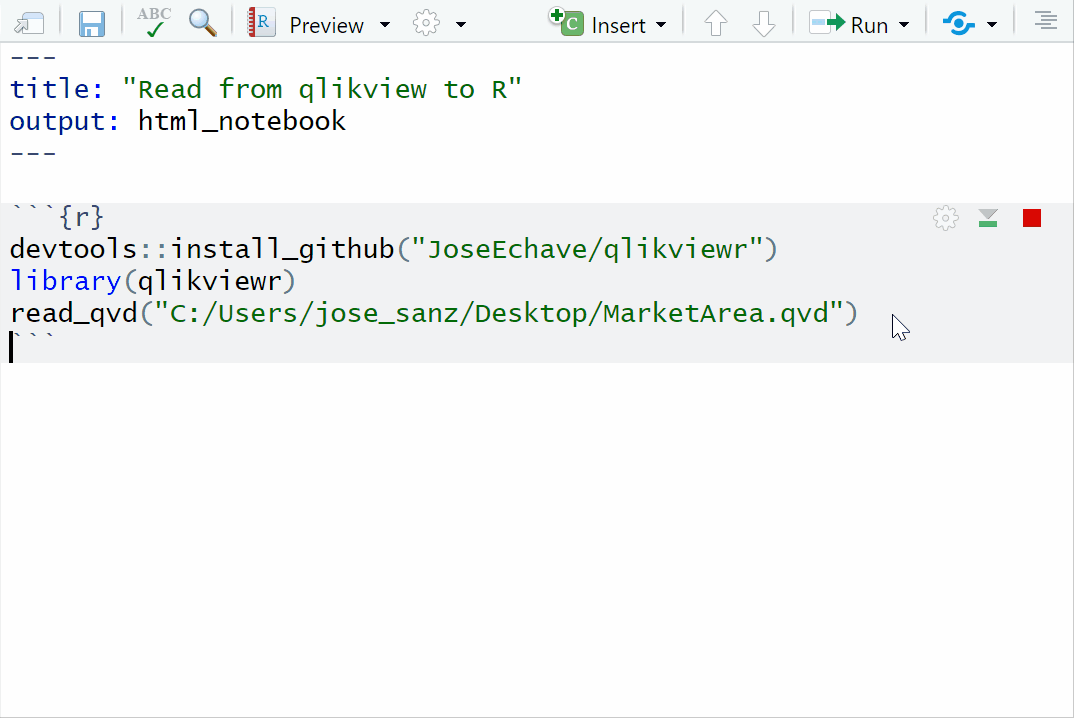 ABC R Preview C Insert Run
---
title: "Read from qlikview to R"
output: html_notebook
---
```{r}
devtools::install_github("JoseEchave/qlikviewr")
library(qlikviewr)
read_qvd("C:/Users/jose_sanz/Desktop/MarketArea.qvd")
```